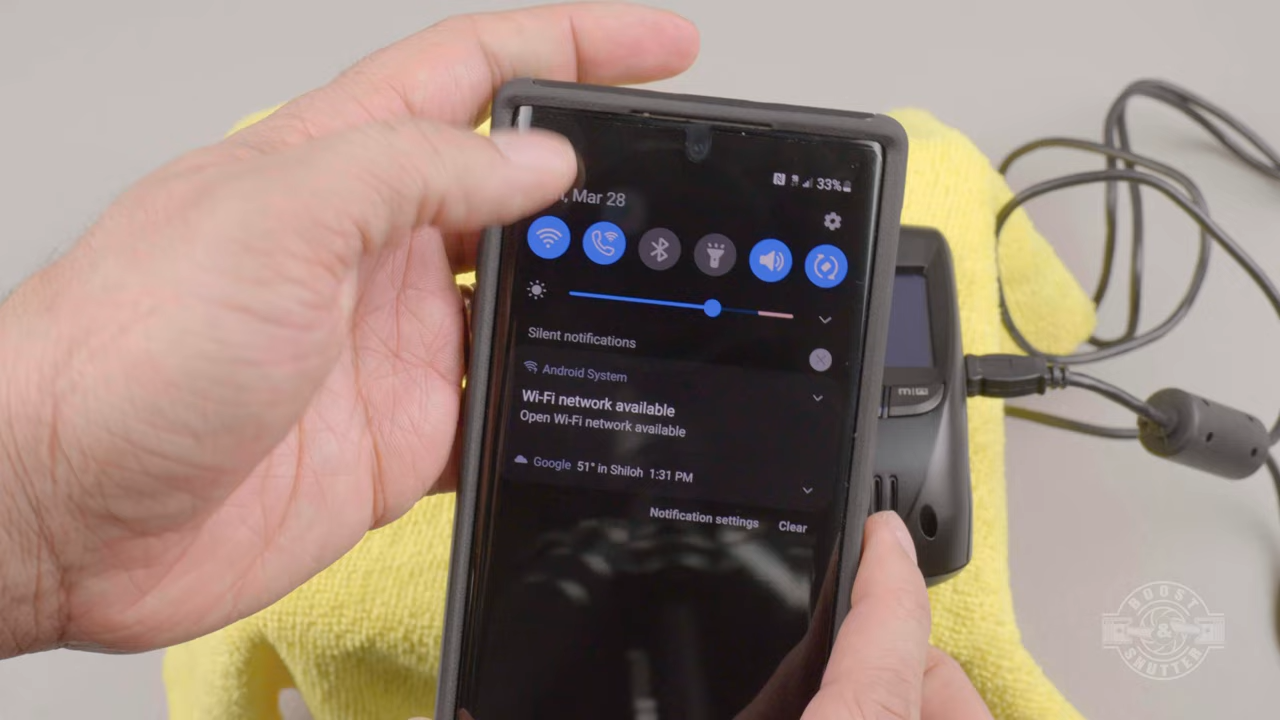 33%
, Mar 28
Silent notifications
Android System
Wi-Fi network available
Open Wi-Fi network available
Google 51° in Shiloh 1:31 PM
Notification settings Clear
BOOST
&
SHUTTER